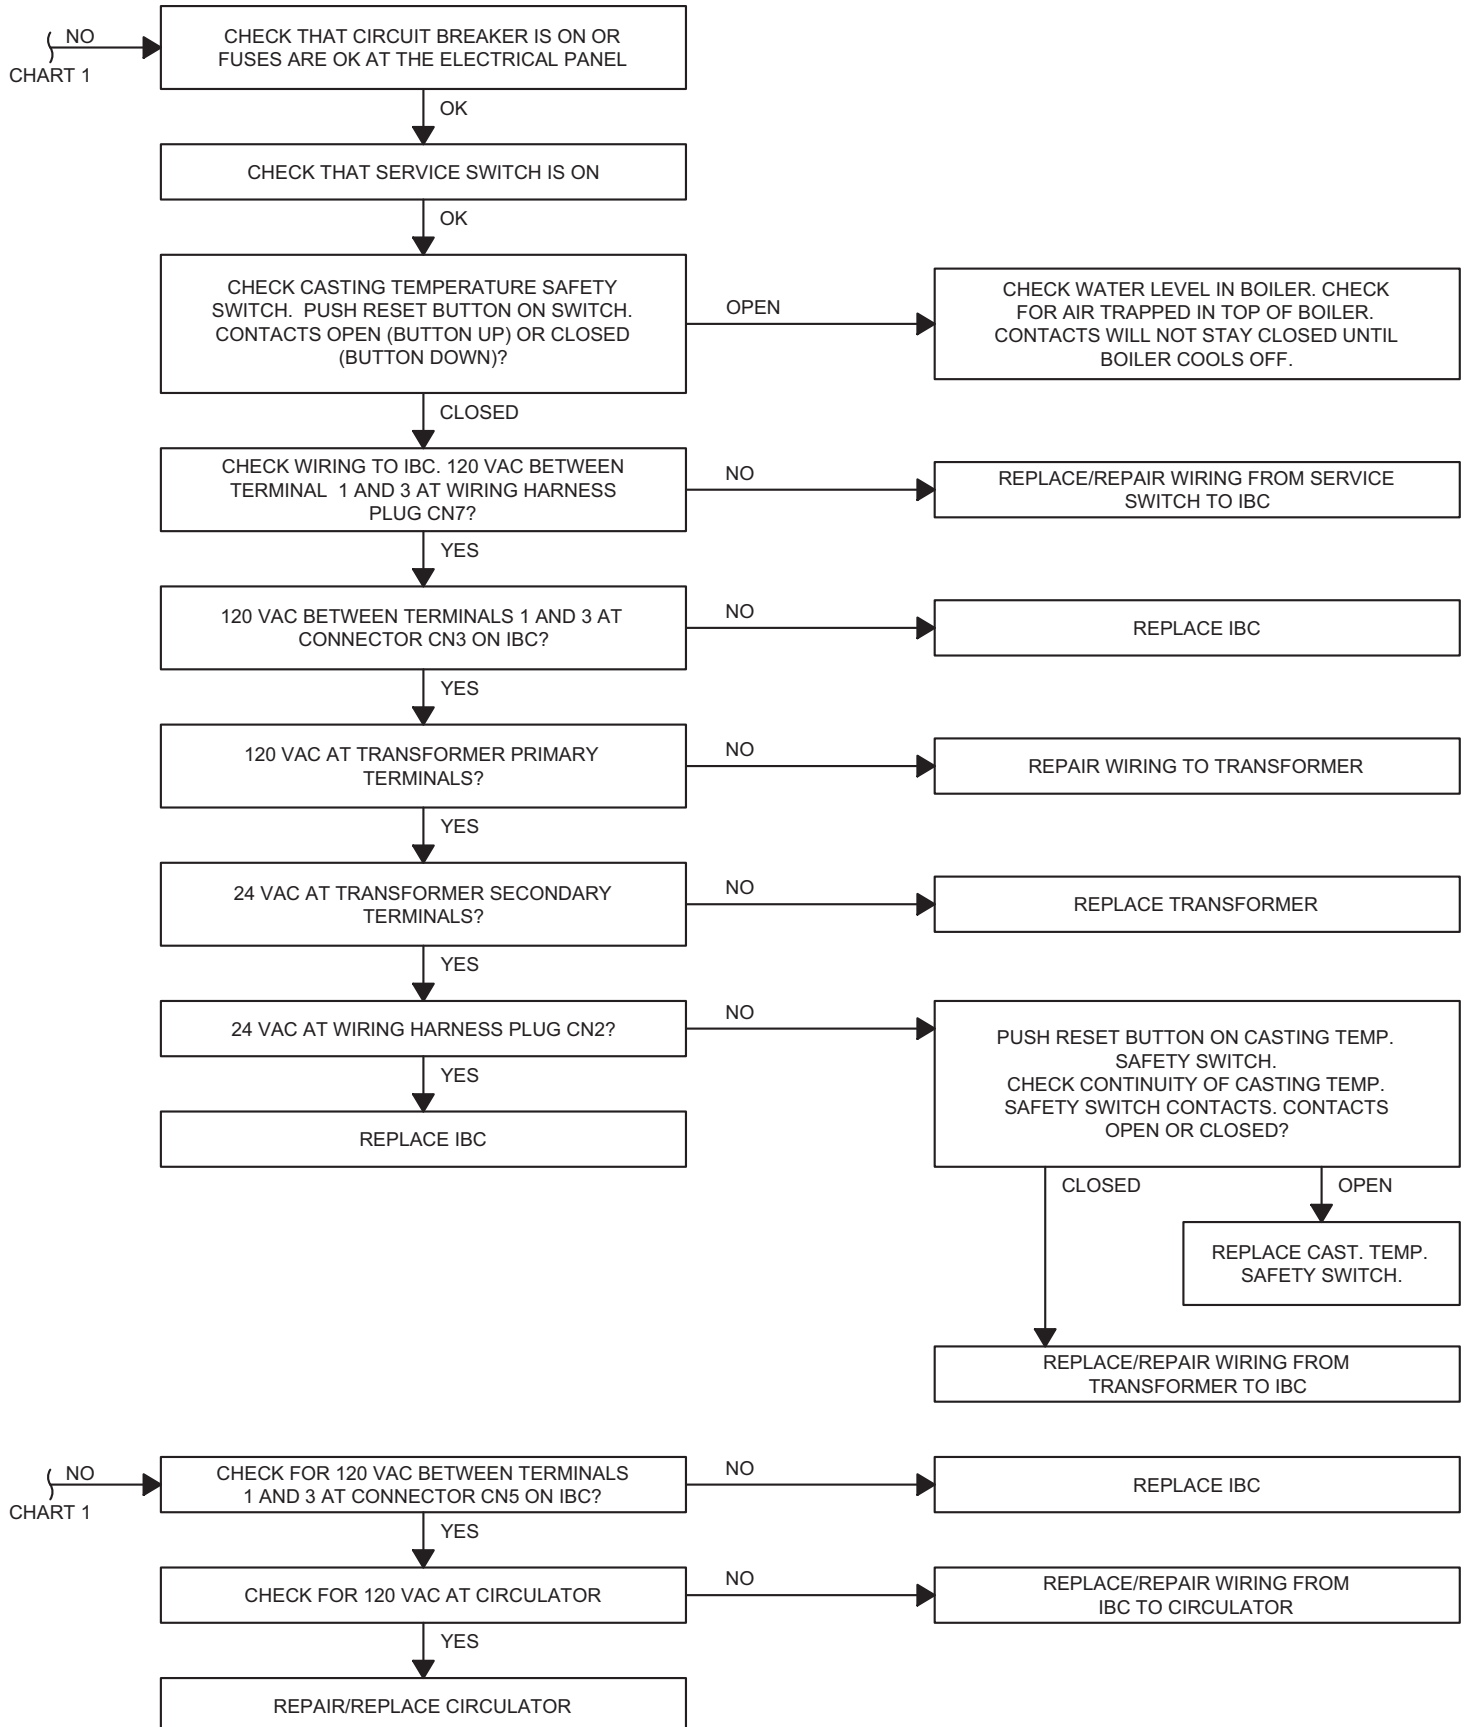 NO
CHART 1
CHECK THAT CIRCUIT BREAKER IS ON OR
FUSES ARE OK AT THE ELECTRICAL PANEL
OK
CHECK THAT SERVICE SWITCH IS ON
OK
CHECK CASTING TEMPERATURE SAFETY
SWITCH. PUSH RESET BUTTON ON SWITCH.
CONTACTS OPEN (BUTTON UP) OR CLOSED
(BUTTON DOWN)?
OPEN
CHECK WATER LEVEL IN BOILER. CHECK
FOR AIR TRAPPED IN TOP OF BOILER.
CONTACTS WILL NOT STAY CLOSED UNTIL
BOILER COOLS OFF.
CLOSED
CHECK WIRING TO IBC. 120 VAC BETWEEN
TERMINAL 1 AND 3 AT WIRING HARNESS
PLUG CN7?
NO
REPLACE/REPAIR WIRING FROM SERVICE
SWITCH TO IBC
YES
120 VAC BETWEEN TERMINALS 1 AND 3 AT
CONNECTOR CN3 ON IBC?
NO
REPLACE IBC
YES
120 VAC AT TRANSFORMER PRIMARY
TERMINALS?
NO
REPAIR WIRING TO TRANSFORMER
YES
24 VAC AT TRANSFORMER SECONDARY
TERMINALS?
NO
REPLACE TRANSFORMER
YES
24 VAC AT WIRING HARNESS PLUG CN2?
NO
PUSH RESET BUTTON ON CASTING TEMP.
SAFETY SWITCH.
CHECK CONTINUITY OF CASTING TEMP.
SAFETY SWITCH CONTACTS. CONTACTS
OPEN OR CLOSED?
YES
REPLACE IBC
CLOSED
OPEN
REPLACE CAST. TEMP.
SAFETY SWITCH.
REPLACE/REPAIR WIRING FROM
TRANSFORMER TO IBC
NO
CHART 1
CHECK FOR 120 VAC BETWEEN TERMINALS
1 AND 3 AT CONNECTOR CN5 ON IBC?
NO
REPLACE IBC
YES
CHECK FOR 120 VAC AT CIRCULATOR
NO
REPLACE/REPAIR WIRING FROM
IBC TO CIRCULATOR
YES
REPAIR/REPLACE CIRCULATOR